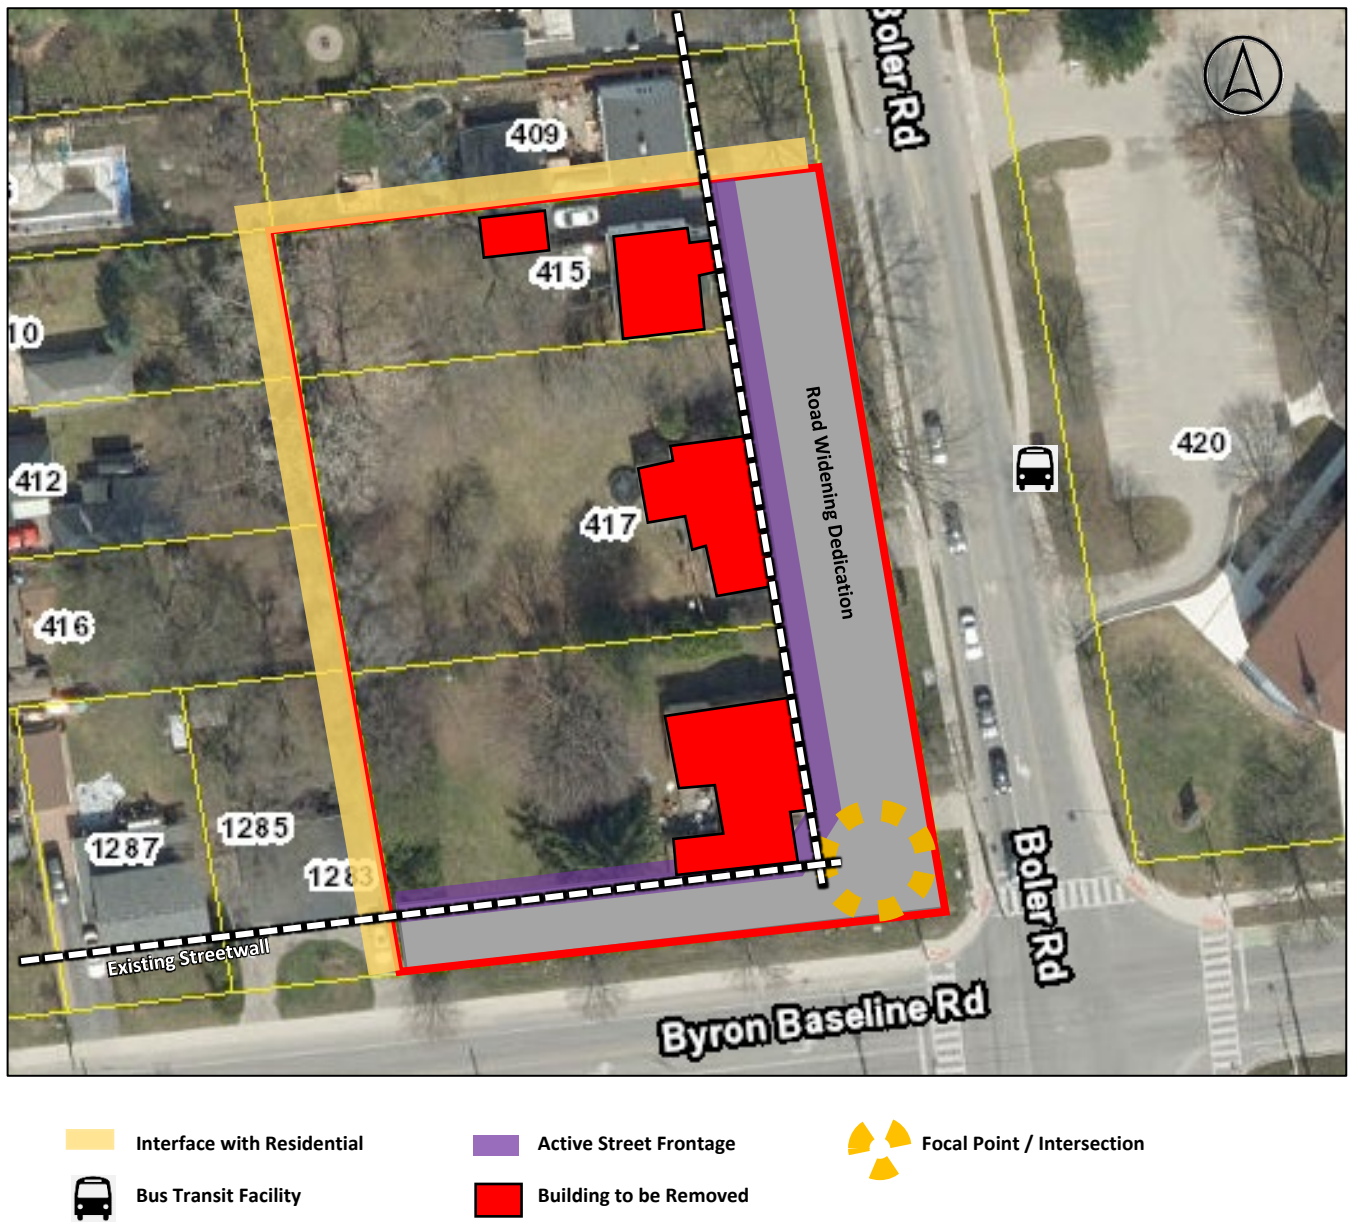 Boler Rd
409
415
10
420
412
417
Road Widening Dedication
416
1285
1287
1283
Boler Rd
Existing Streetwall
Byron Baseline Rd
Interface with Residential
Active Street Frontage
Focal Point / Intersection
Bus Transit Facility
Building to be Removed